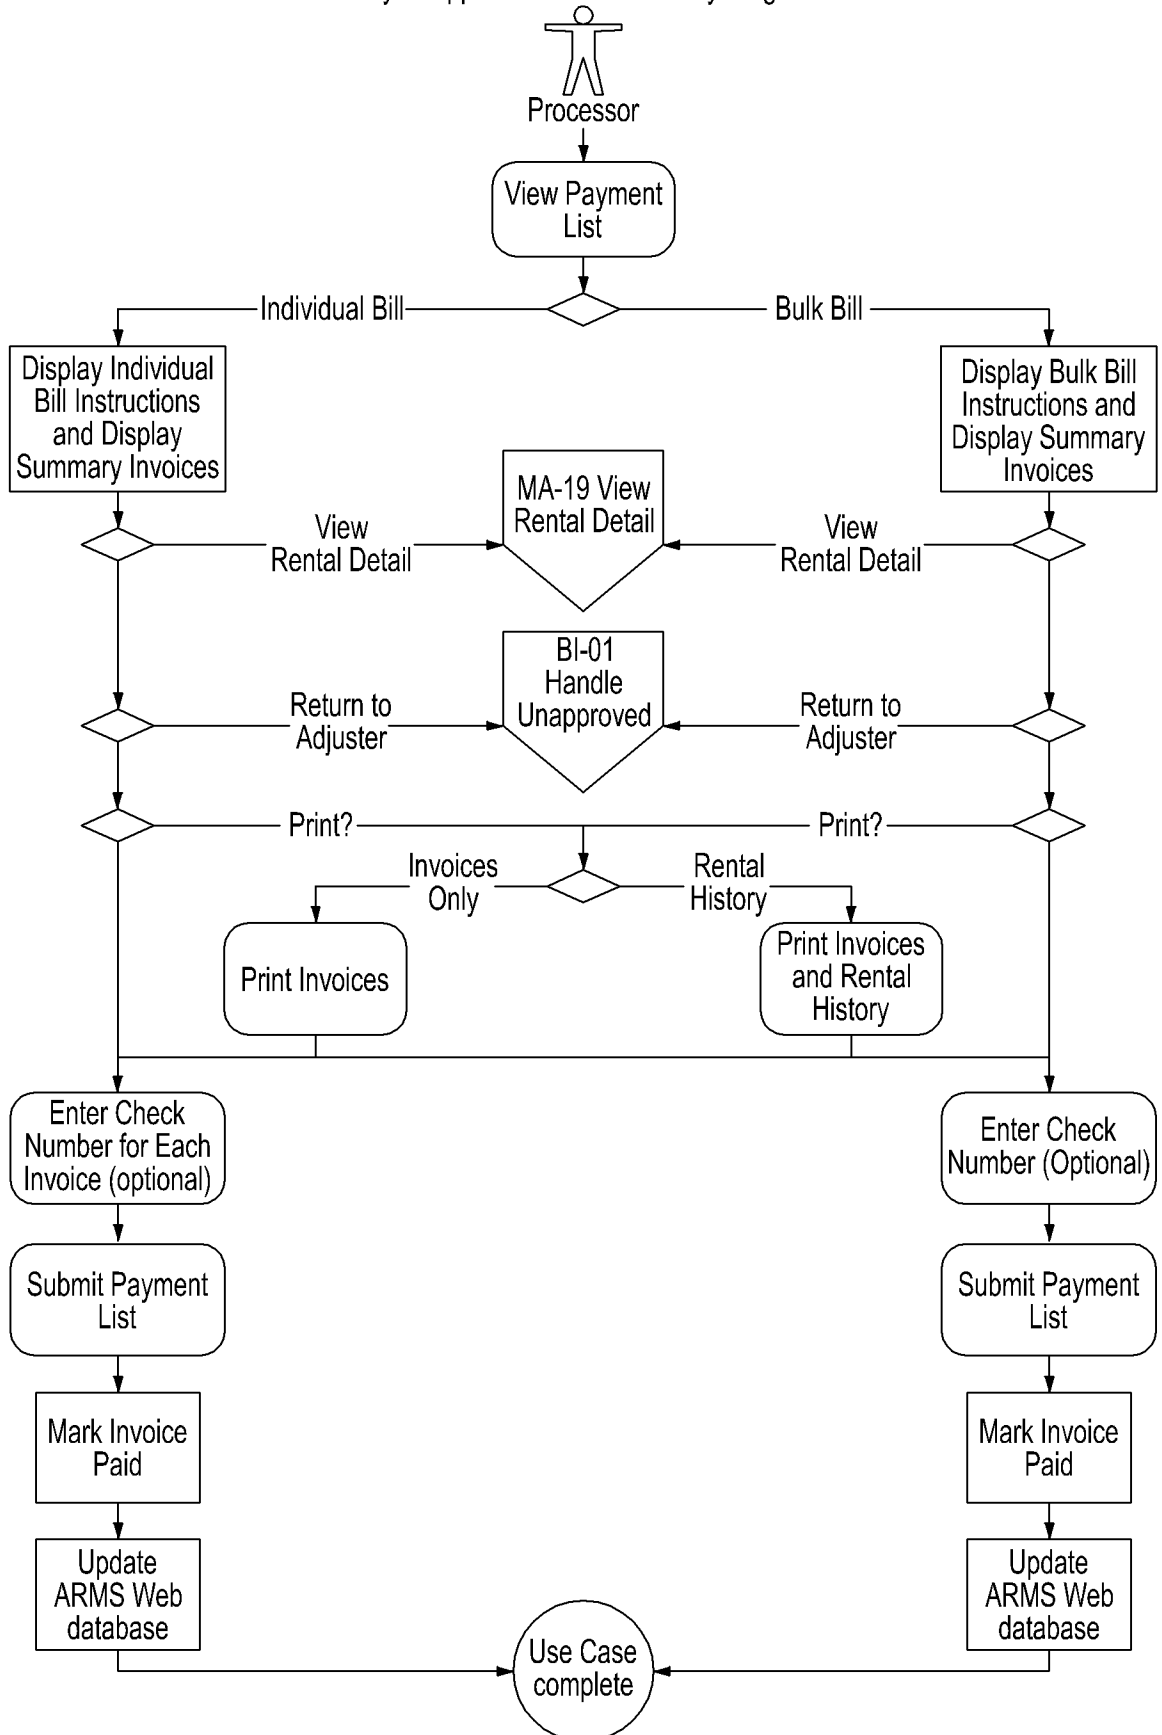 Processor
View Payment
List
Individual Bill
Bulk Bill
Display Individual
Bill Instructions
and Display
Summary Invoices
Display Bulk Bill
Instructions and
Display Summary
Invoices
MA-19 View
Rental Detail
View
Rental Detail
View
Rental Detail
BI-01
Handle
Unapproved
Return to
Adjuster
Return to
Adjuster
Print?
Print?
Invoices
Only
Rental
History
Print Invoices
Print Invoices
and Rental
History
Enter Check
Number for Each
Invoice (optional)
Enter Check
Number (Optional)
Submit Payment
List
Submit Payment
List
Mark Invoice
Paid
Mark Invoice
Paid
Update
ARMS Web
database
Update
ARMS Web
database
Use Case
complete